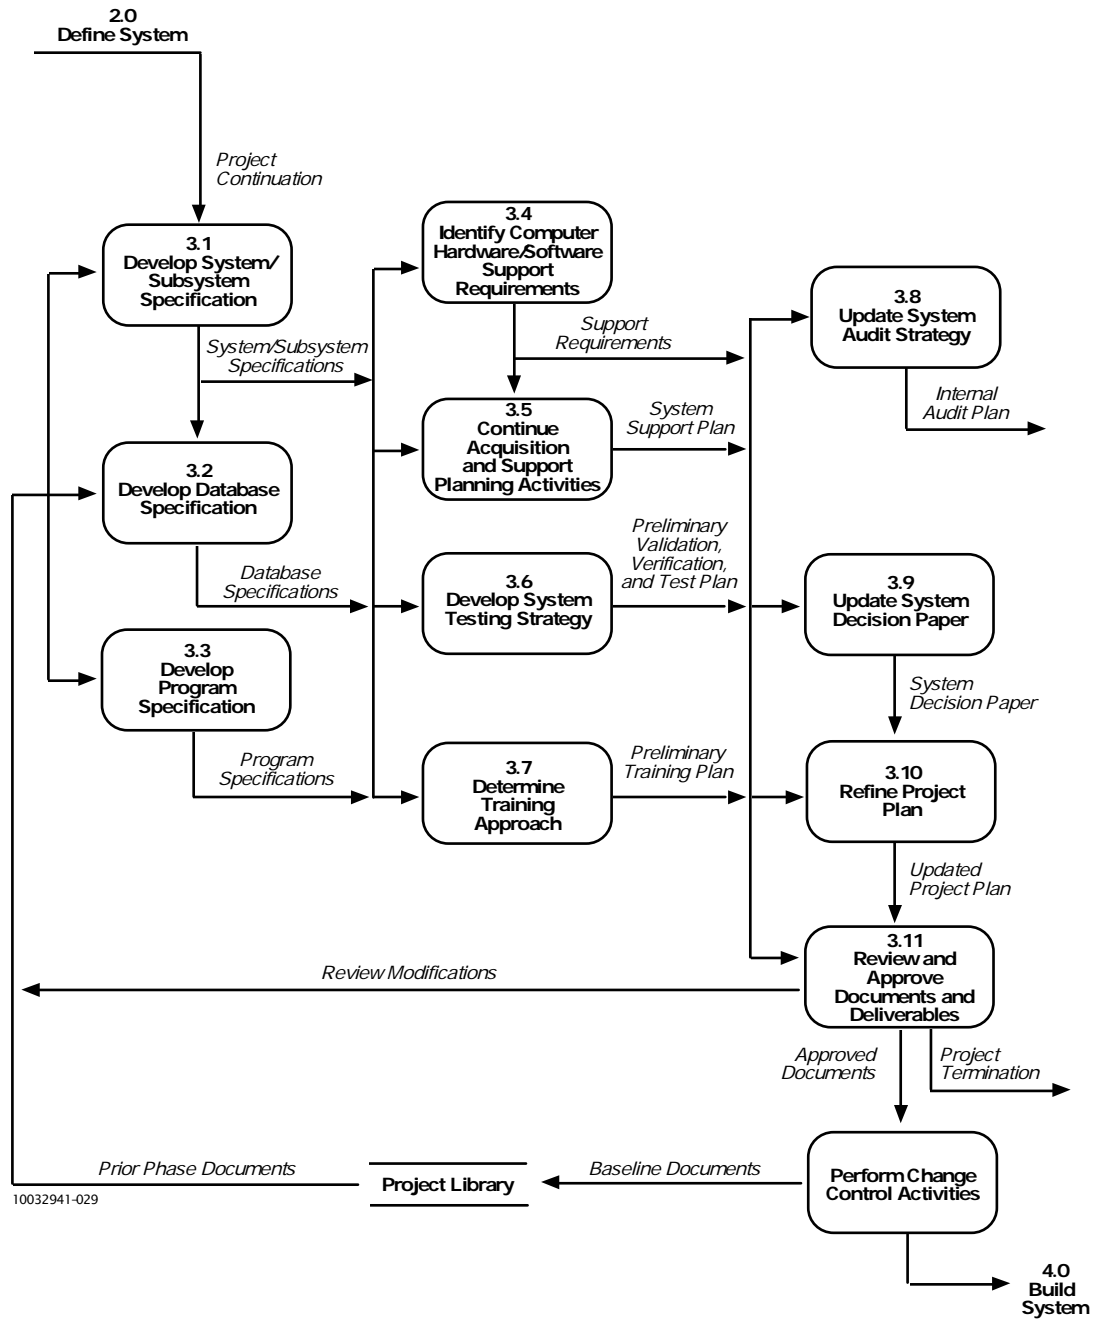 2.0
Define System
Project
Continuation
3.1
Develop System/
Subsystem
Specification
System/Subsystem
Specifications
3.2
Develop Database
Specification
Database
Specifications
3.3
Develop
Program
Specification
Program
Specifications
3.4
Identify Computer
Hardware/Software
Support
Requirements
Support
Requirements
3.5
Continue
Acquisition
and Support
Planning Activities
System
Support Plan
3.6
Develop System
Testing Strategy
Preliminary
Validation,
Verification,
and Test Plan
3.7
Determine
Training
Approach
Preliminary
Training Plan
3.8
Update System
Audit Strategy
Internal
Audit Plan
3.9
Update System
Decision Paper
System
Decision Paper
3.10
Refine Project
Plan
Updated
Project Plan
3.11
Review and
Approve
Documents and
Deliverables
Review Modifications
Approved
Documents
Project
Termination
Perform Change
Control Activities
Baseline Documents
Project Library
Prior Phase Documents
10032941-029
4.0
Build
System